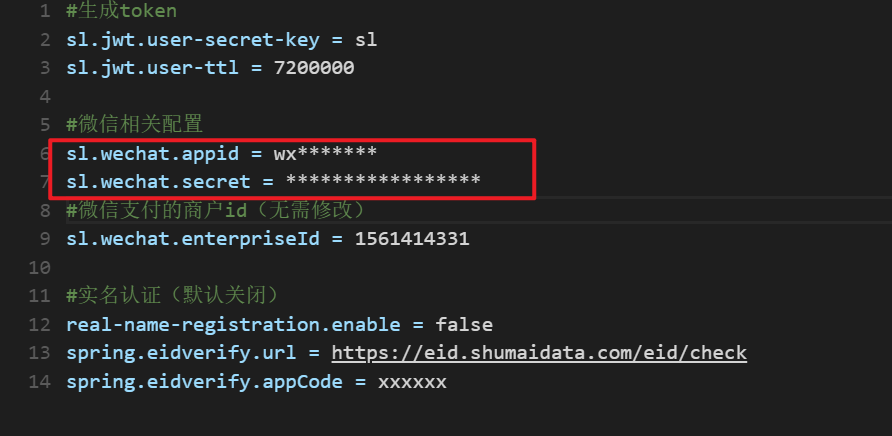 1 #生成token
2 sl.jwt.user-secret-key = sl
3 sl.jwt.user-ttl = 7200000
4
5 #微信相关配置
6 sl.wechat.appid = wx*******
7 sl.wechat.secret = *****************
8 #微信支付的商户id（无需修改）
9 sl.wechat.enterpriseId = 1561414331
10
11 #实名认证（默认关闭）
12 real-name-registration.enable = false
13 spring.eidverify.url = https://eid.shumaidata.com/eid/check
14 spring.eidverify.appCode = xxxxxx